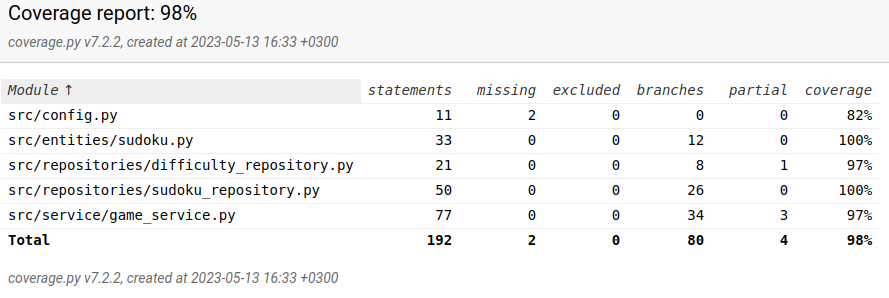 Coverage report: 98%
coverage.py v7.2.2, created at 2023-05-13 16:33 +0300
Module ↑ statements missing excluded branches partial coverage
src/config.py 11 2 0 0 0 82%
src/entities/sudoku.py 33 0 0 12 0 100%
src/repositories/difficulty_repository.py 21 0 0 8 1 97%
src/repositories/sudoku_repository.py 50 0 0 26 0 100%
src/service/game_service.py 77 0 0 34 3 97%
Total 192 2 0 80 4 98%
coverage.py v7.2.2, created at 2023-05-13 16:33 +0300